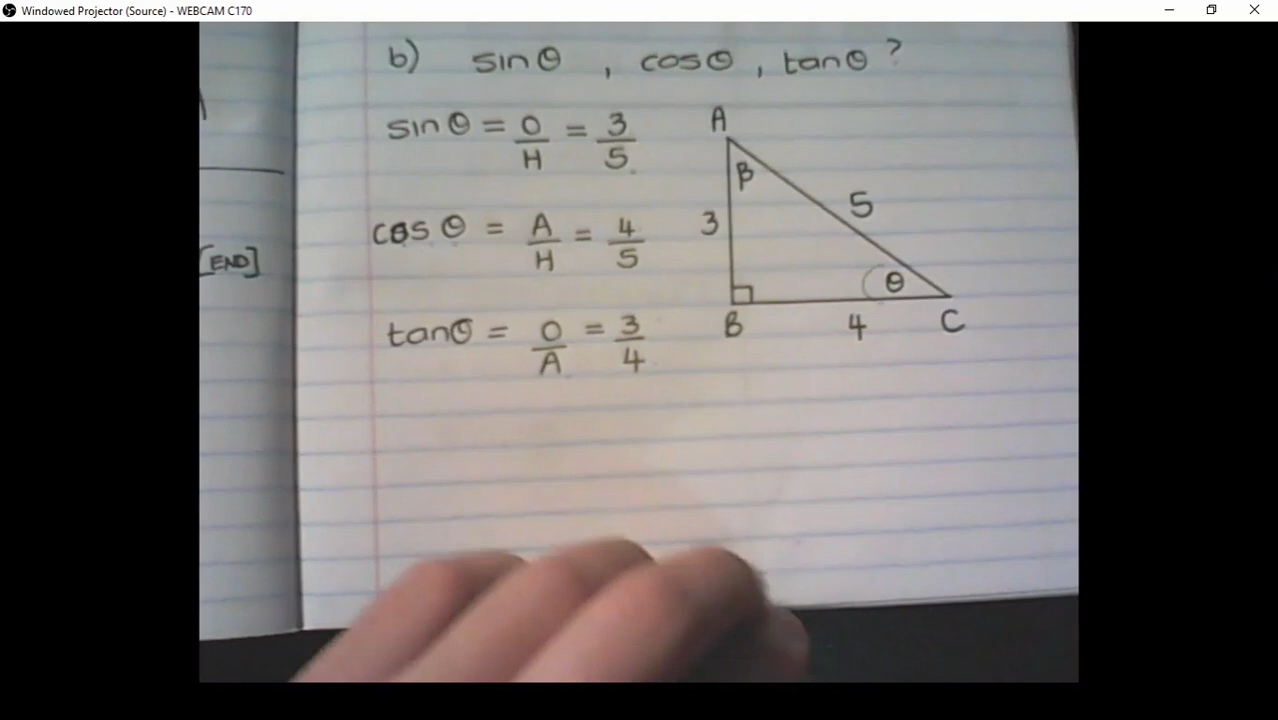 Windowed Projector (Source) - WEBCAM C170
b) sinθ , cosθ , tanθ ?
sinθ = O/H = 3/5
cosθ = A/H = 4/5
tanθ = O/A = 3/4
A
β
3
5
θ
B
4
C
[END]